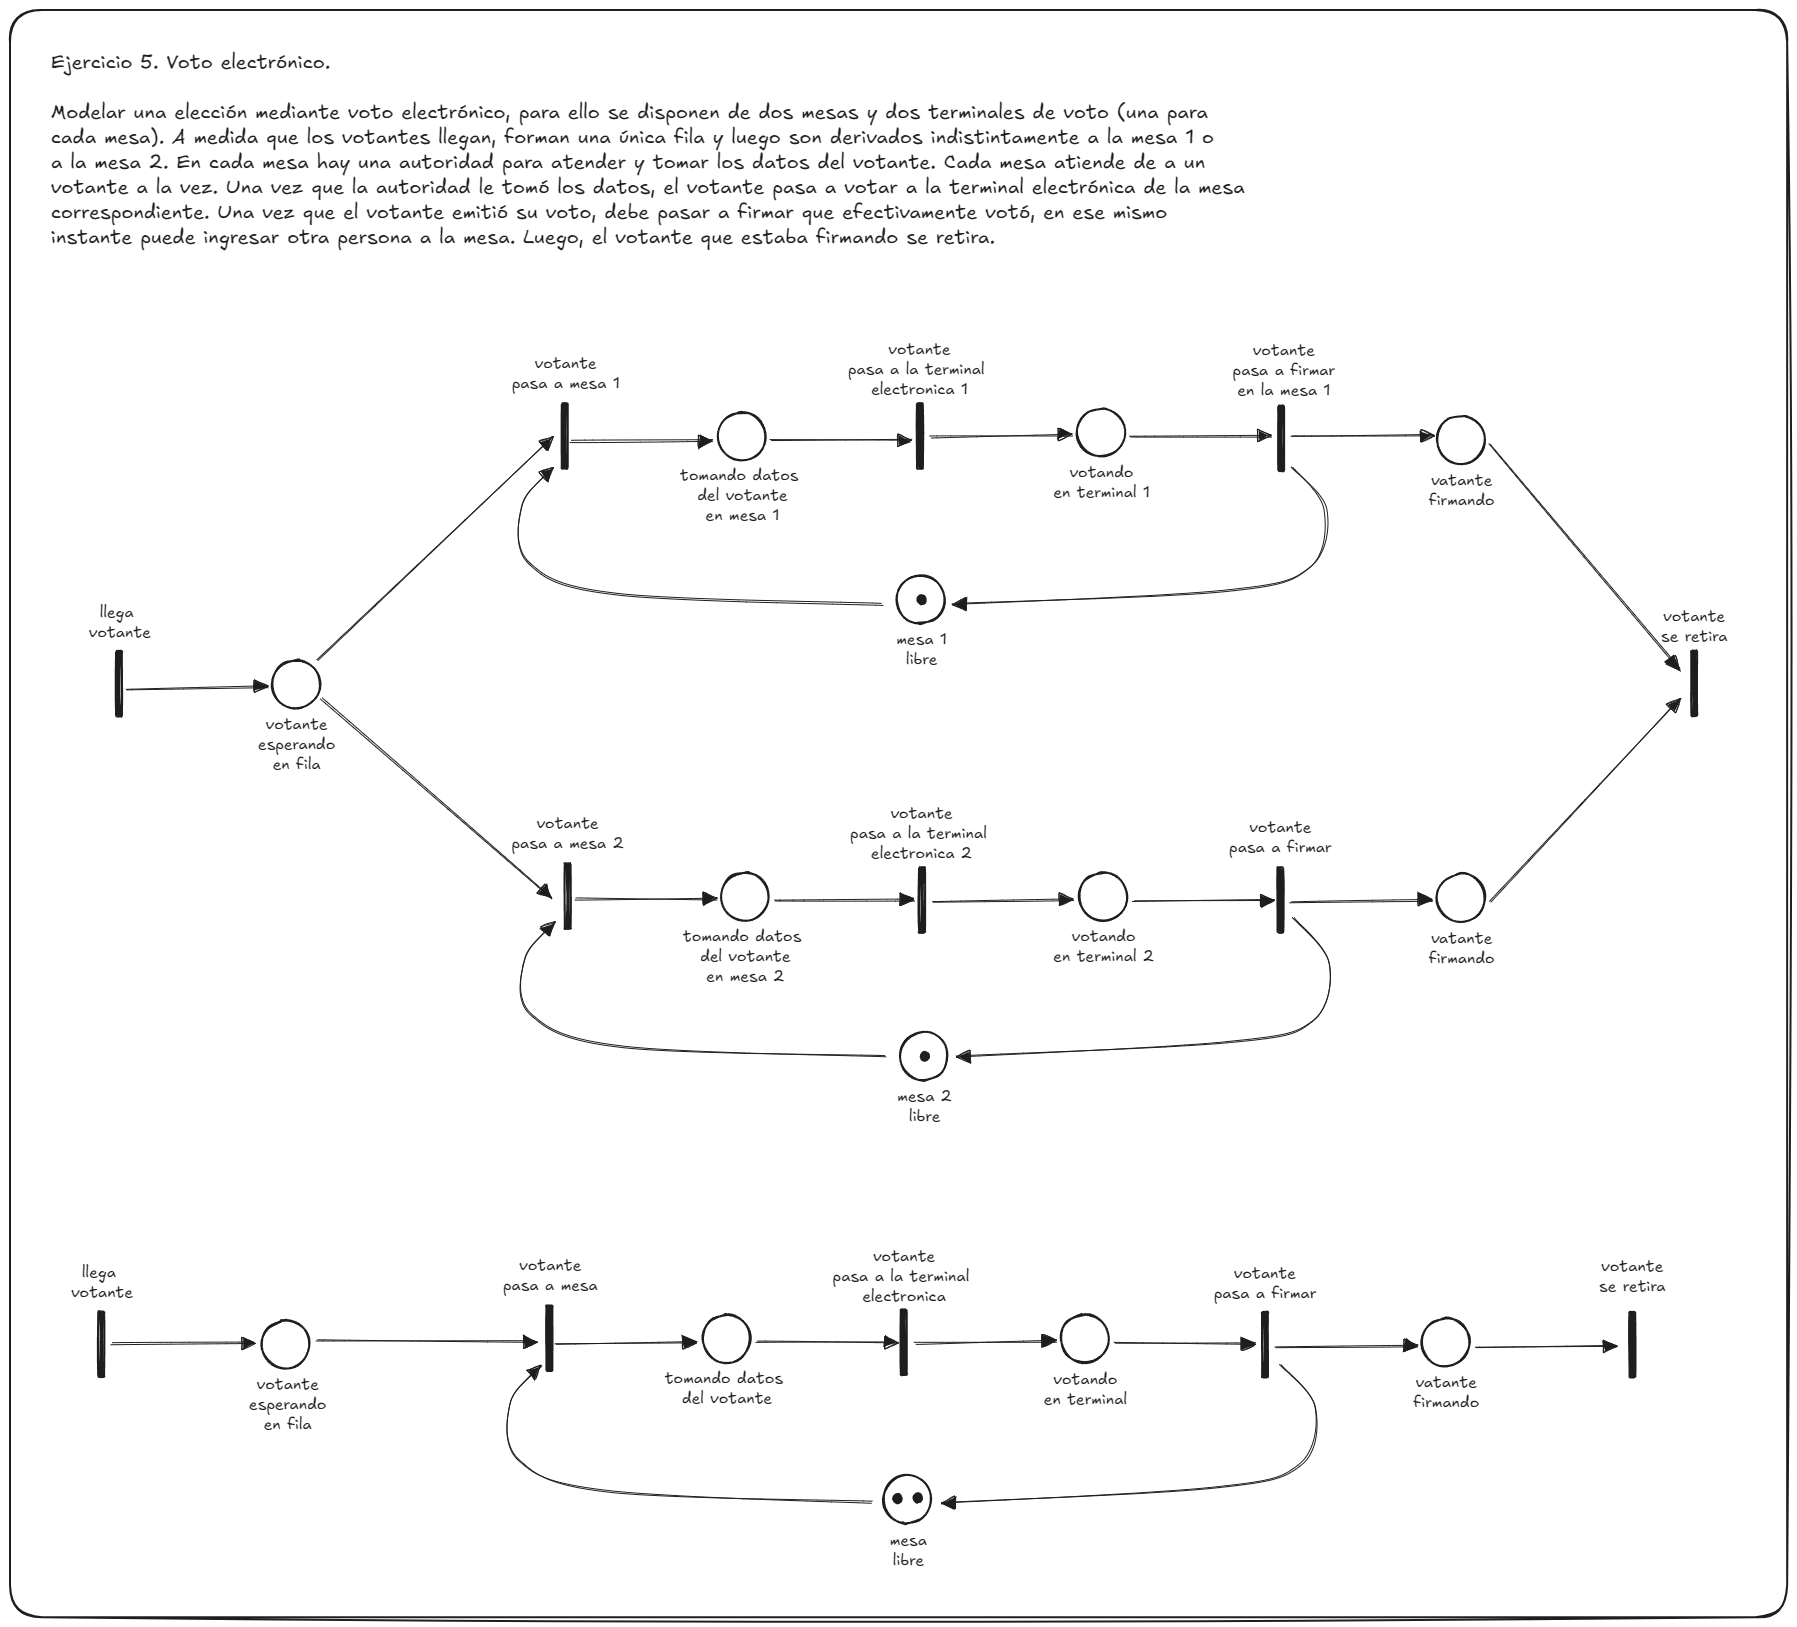 Ejercicio 5. Voto electrónico.
Modelar una elección mediante voto electrónico, para ello se disponen de dos mesas y dos terminales de voto (una para
cada mesa). A medida que los votantes llegan, forman una única fila y luego son derivados indistintamente a la mesa 1 o
a la mesa 2. En cada mesa hay una autoridad para atender y tomar los datos del votante. Cada mesa atiende de a un
votante a la vez. Una vez que la autoridad le tomó los datos, el votante pasa a votar a la terminal electrónica de la mesa
correspondiente. Una vez que el votante emitió su voto, debe pasar a firmar que efectivamente votó, en ese mismo
instante puede ingresar otra persona a la mesa. Luego, el votante que estaba firmando se retira.
votante
pasa a mesa 1
votante
pasa a la terminal
electronica 1
votante
pasa a firmar
en la mesa 1
tomando datos
del votante
en mesa 1
votando
en terminal 1
vatante
firmando
mesa 1
libre
llega
votante
votante
esperando
en fila
votante
se retira
votante
pasa a mesa 2
votante
pasa a la terminal
electronica 2
votante
pasa a firmar
tomando datos
del votante
en mesa 2
votando
en terminal 2
vatante
firmando
mesa 2
libre
llega
votante
votante
pasa a mesa
votante
pasa a la terminal
electronica
votante
pasa a firmar
votante
se retira
votante
esperando
en fila
tomando datos
del votante
votando
en terminal
vatante
firmando
mesa
libre